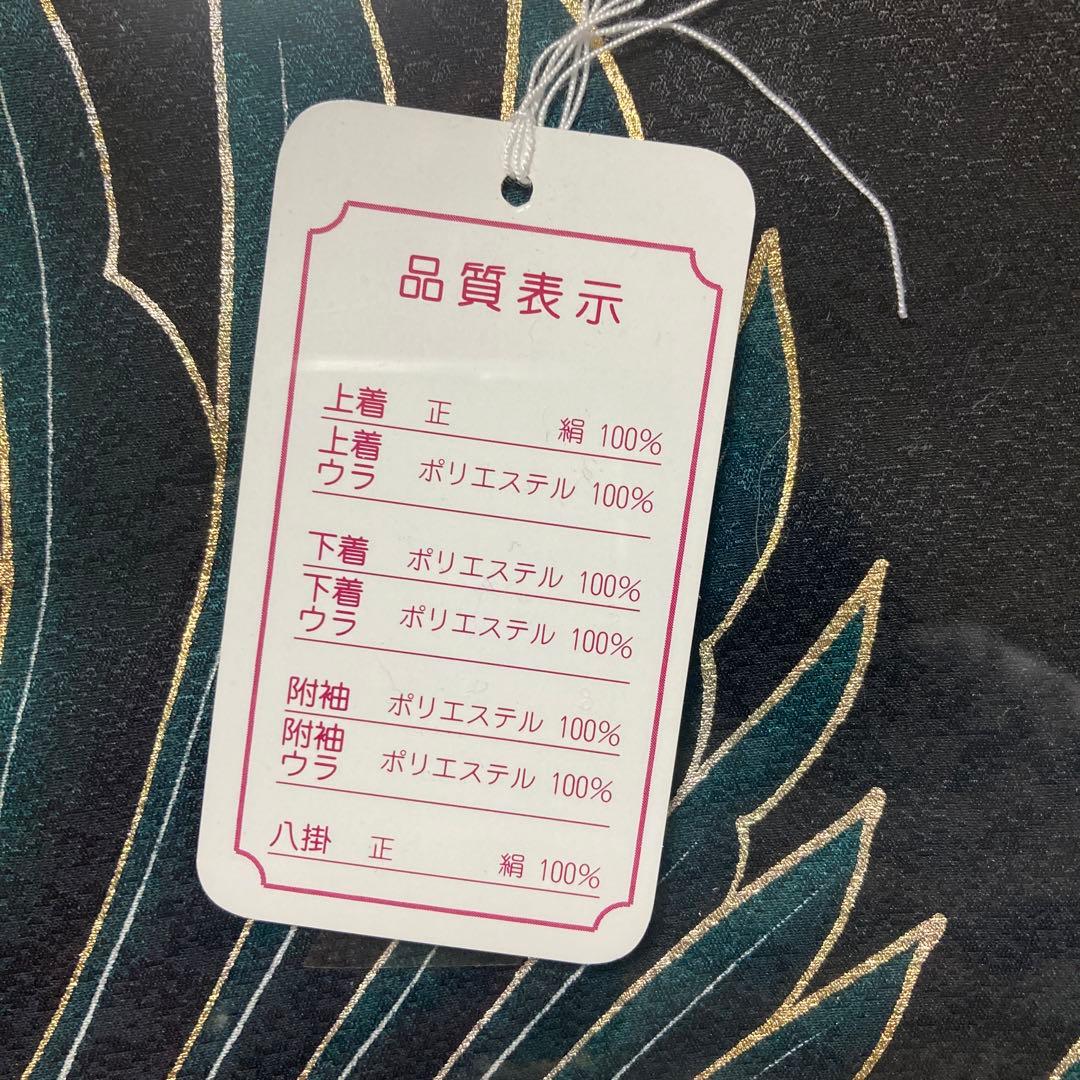 品質表示
上着 正 絹 100%
上着
ウラ ポリエステル 100%
下着 ポリエステル 100%
下着
ウラ ポリエステル 100%
附袖 ポリエステル 100%
附袖
ウラ ポリエステル 100%
八掛 正 絹 100%